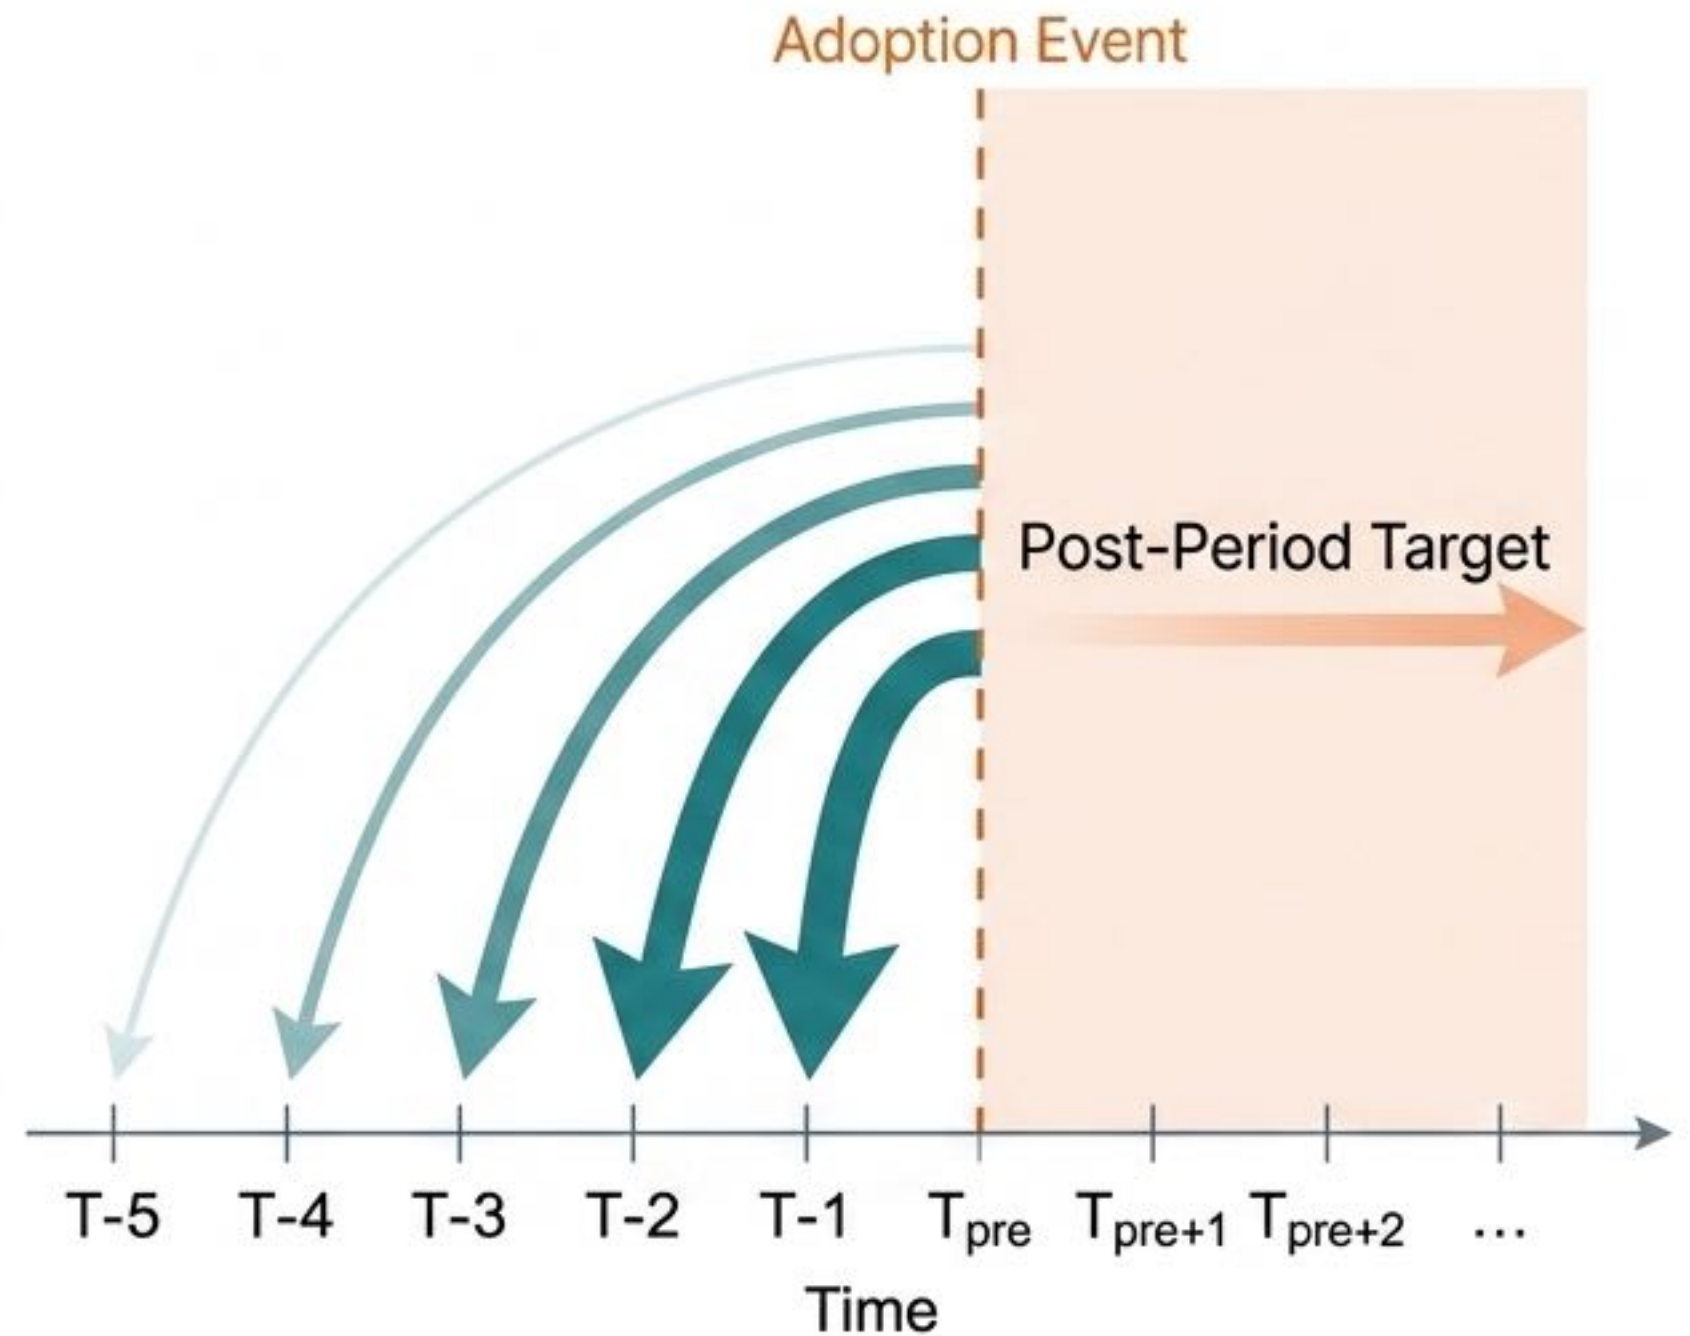 Adoption Event
Post-Period Target
T-5 T-4 T-3 T-2 T-1 Tpre Tpre+1 Tpre+2 ...
Time